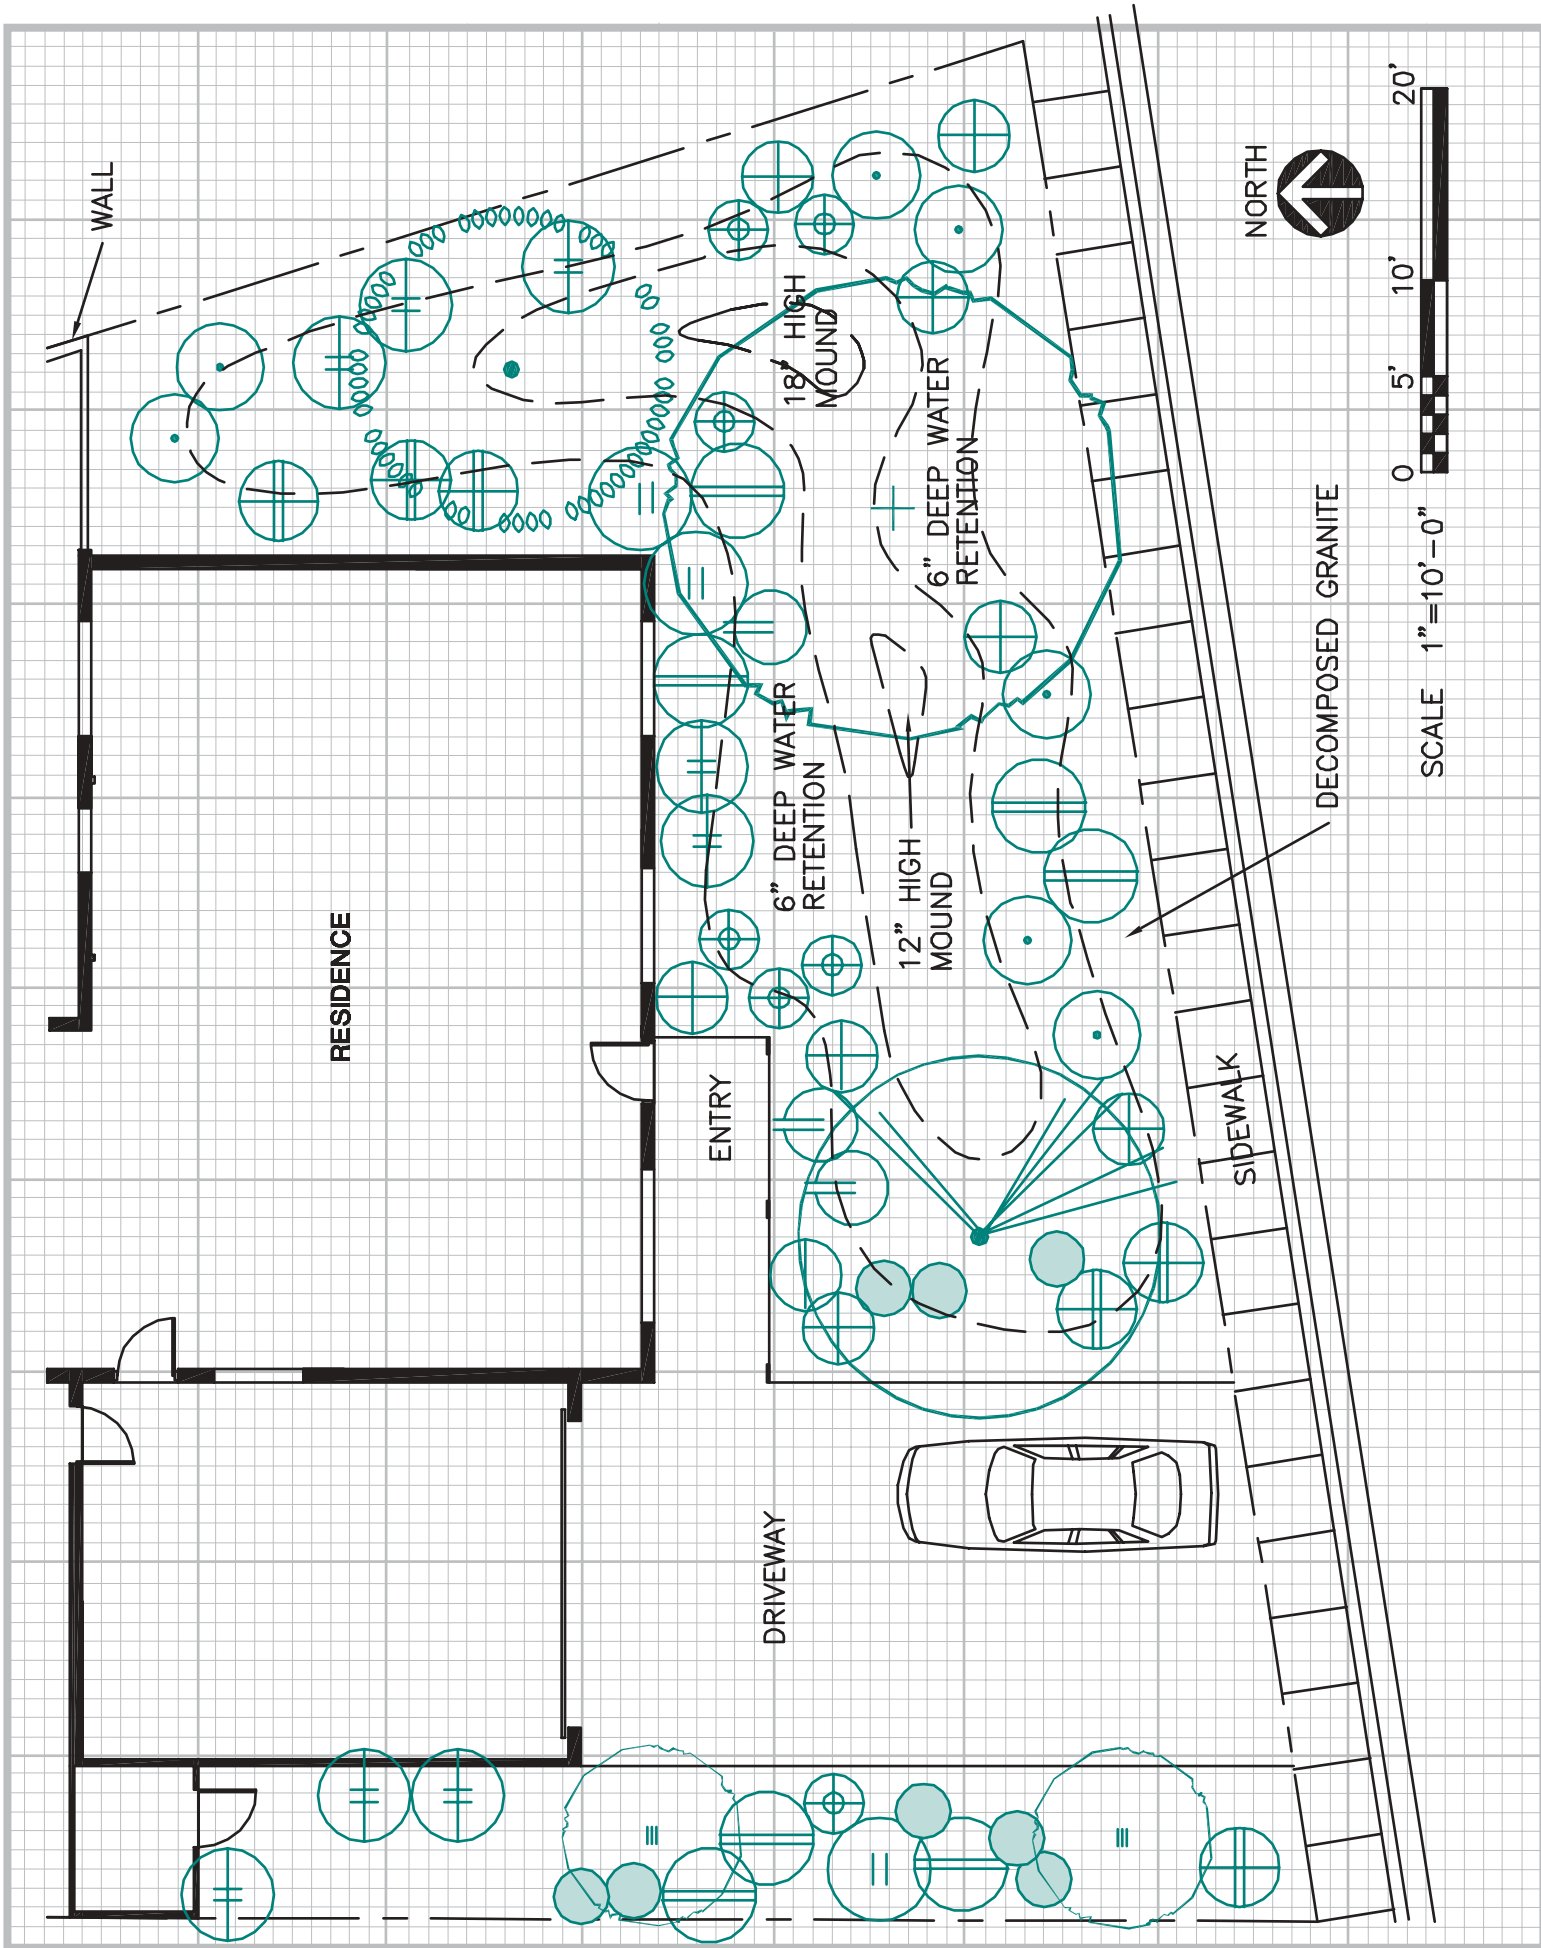 WALL
RESIDENCE
18" HIGH
MOUND
6" DEEP WATER
RETENTION
6" DEEP WATER
RETENTION
12" HIGH
MOUND
ENTRY
DRIVEWAY
SIDEWALK
DECOMPOSED GRANITE
NORTH
0 5' 10' 20'
SCALE 1"=10'-0"